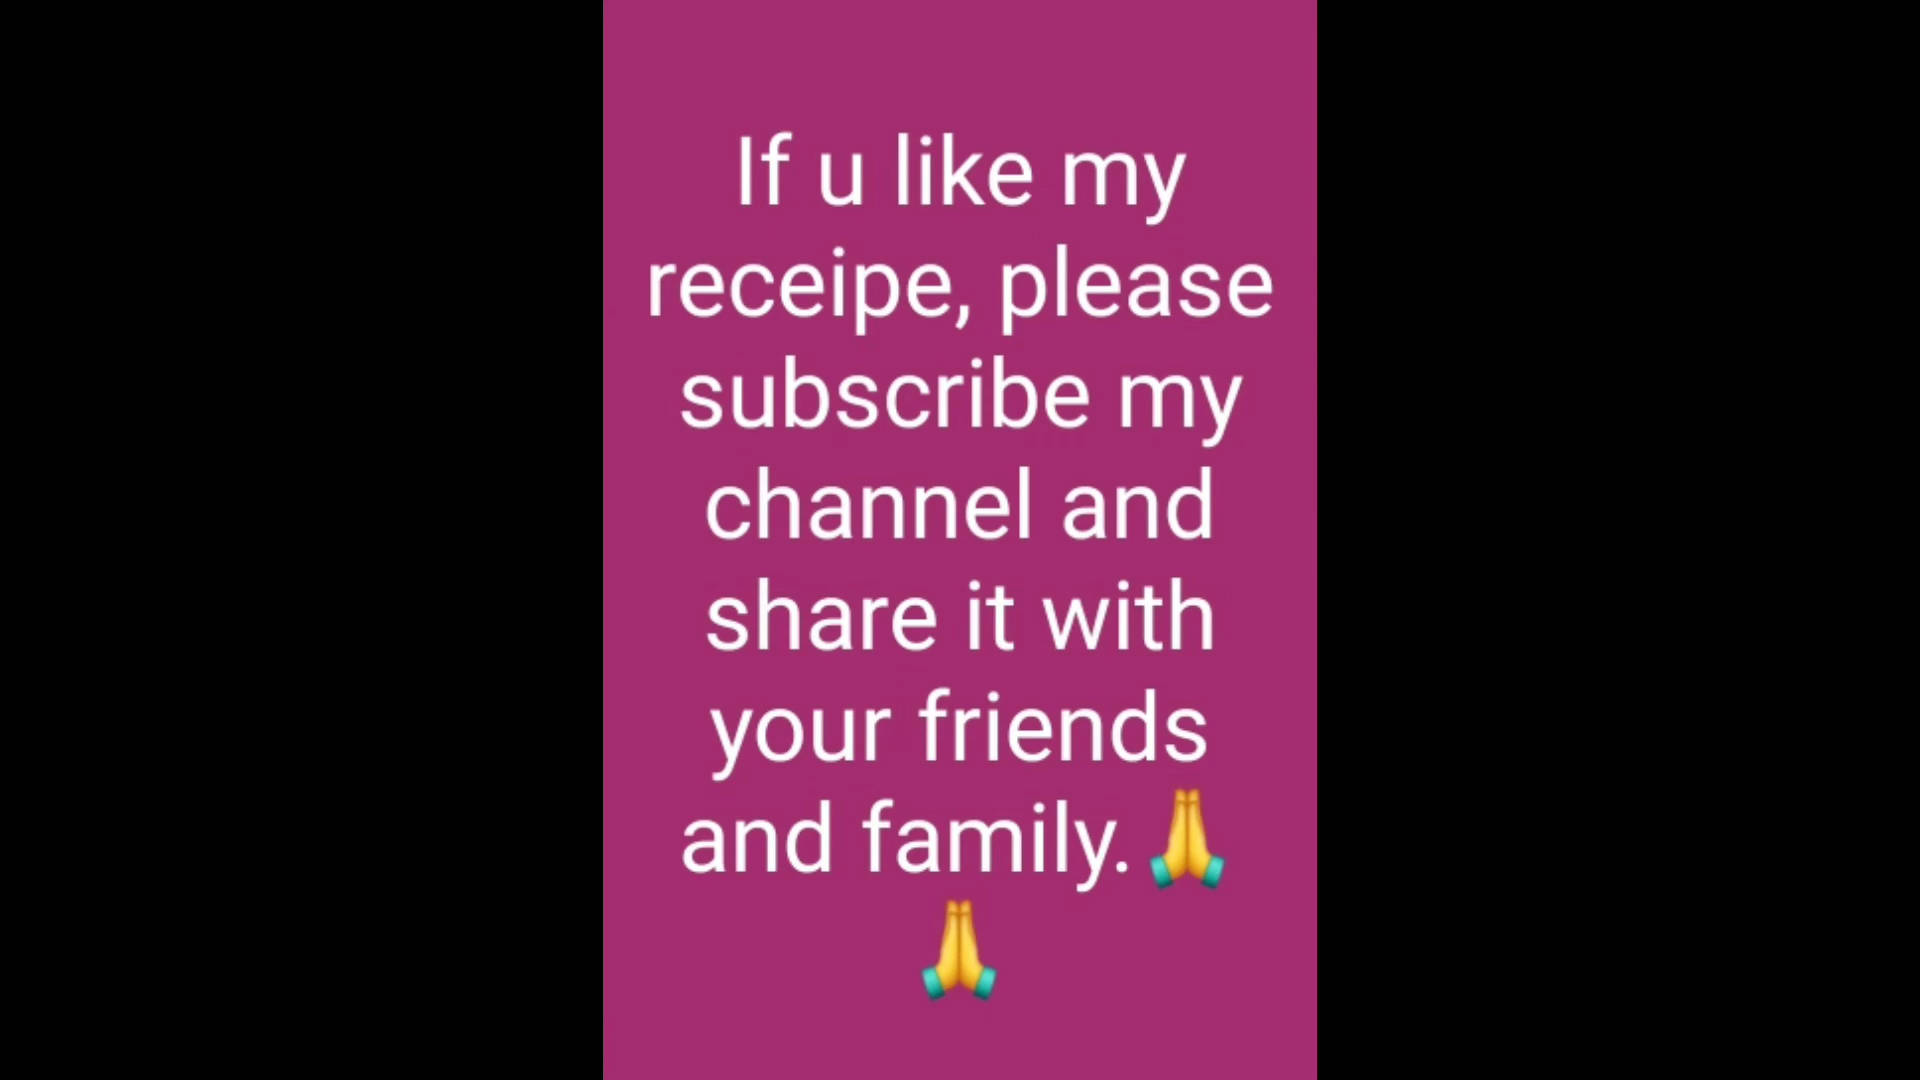 If u like my
receipe, please
subscribe my
channel and
share it with
your friends
and family.🙏
🙏